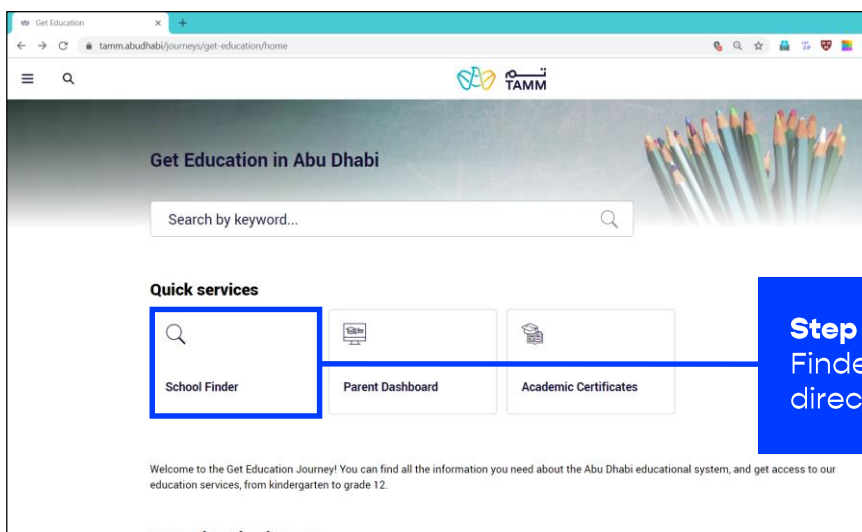 Get Education
tamm.abudhabi/journeys/get-education/home
تم
TAMM
Get Education in Abu Dhabi
Search by keyword...
Quick services
School Finder
Parent Dashboard
Academic Certificates
Step
Finde
direc
Welcome to the Get Education Journey! You can find all the information you need about the Abu Dhabi educational system, and get access to our
education services, from kindergarten to grade 12.